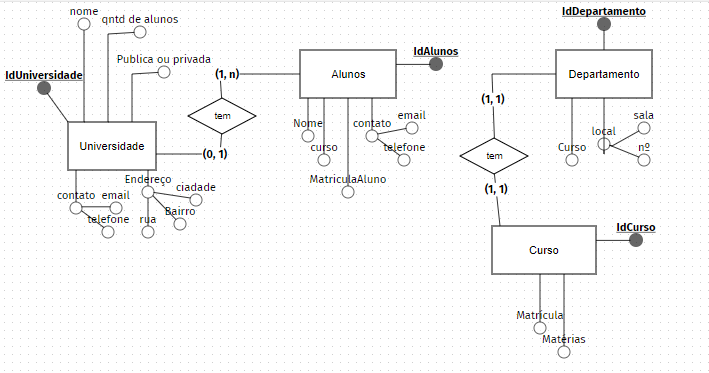 nome
qntd de alunos
IdDepartamento
IdUniversidade
Publica ou privada
(1, n)
Alunos
IdAlunos
Departamento
tem
(1, 1)
Nome
curso
contato
email
telefone
MatriculaAluno
Curso
local
sala
nº
Universidade
(0, 1)
tem
contato
email
telefone
Endereço
ciadade
Bairro
rua
(1, 1)
Curso
IdCurso
Matrícula
Matérias